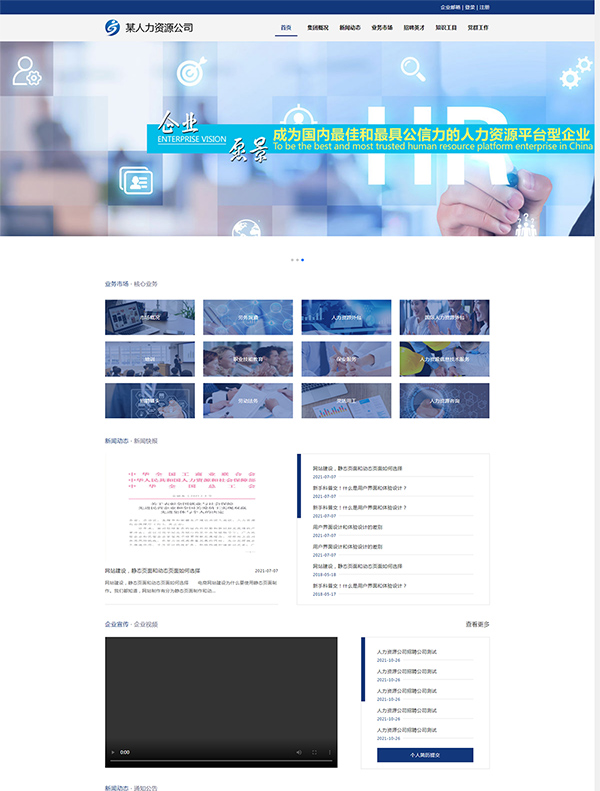 企业邮箱 | 登录 | 注册
某人力资源公司
首页 集团概况 新闻动态 业务市场 招聘英才 知识工具 党群工作
企业
ENTERPRISE VISION
愿景
HR
成为国内最佳和最具公信力的人力资源平台型企业
To be the best and most trusted human resource platform enterprise in China
业务市场 · 核心业务
市场概况 劳务派遣 人力资源外包 国际人力资源外包
培训 职业技能教育 保安服务 人力资源信息技术服务
劳动法务 灵活用工 人力资源咨询
新闻动态 · 新闻快报
中华全国工商业联合会
中华人民共和国人力资源和社会保障部
中华全国总工会
网站建设，静态页面和动态页面如何选择 2021-07-07
网站建设，静态页面和动态页面如何选择 电商网站建设为什么要使用静态页面制
作。我们都知道，网站制作有分为静态页面制作和动...
网站建设，静态页面和动态页面如何选择
2021-07-07
新手科普文！什么是用户界面和体验设计？
2021-07-07
新手科普文！什么是用户界面和体验设计？
2021-07-07
用户界面设计和体验设计的差别
2021-07-07
用户界面设计和体验设计的差别
2021-07-07
网站建设，静态页面和动态页面如何选择
2018-05-18
新手科普文！什么是用户界面和体验设计？
2018-05-17
企业宣传 · 企业视频 查看更多
0:00
人力资源公司招聘公司测试
2021-10-26
人力资源公司招聘公司测试
2021-10-26
人力资源公司招聘公司测试
2021-10-26
人力资源公司招聘公司测试
2021-10-26
人力资源公司招聘公司测试
2021-10-26
个人简历提交
新闻动态 · 通知公告